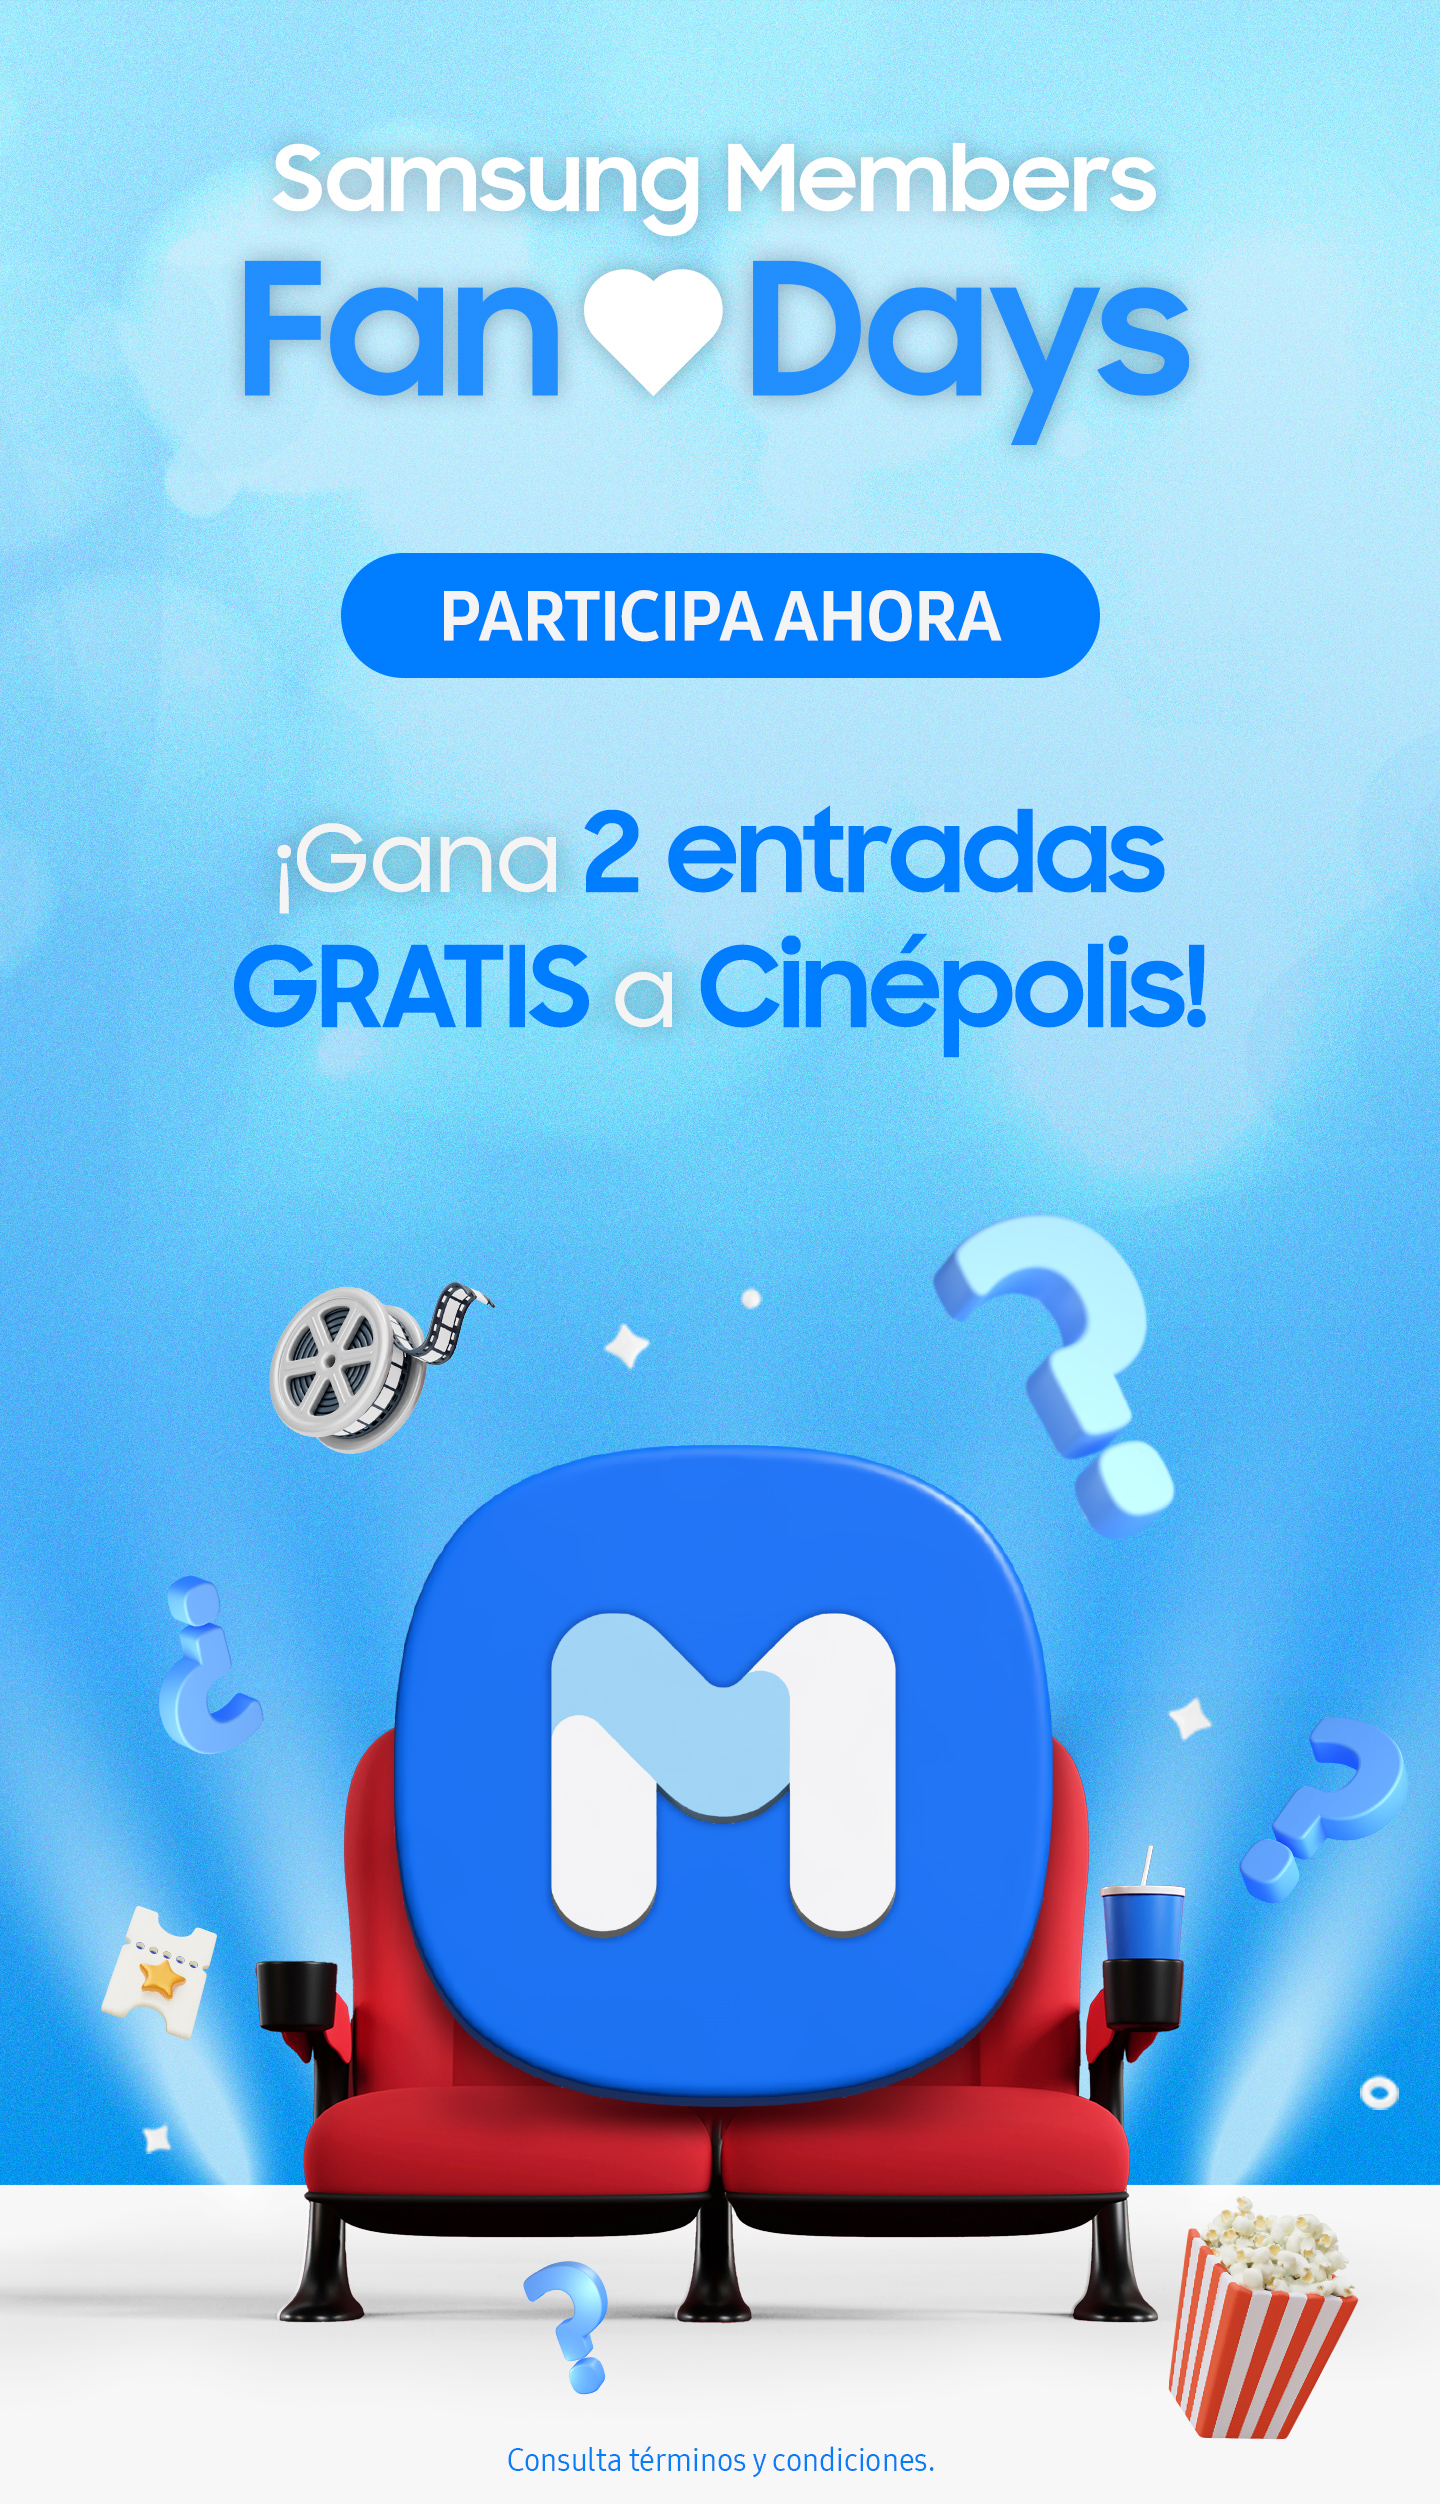 Samsung Members
Fan Days
PARTICIPA AHORA
¡Gana 2 entradas
GRATIS a Cinépolis!
M
Consulta términos y condiciones.